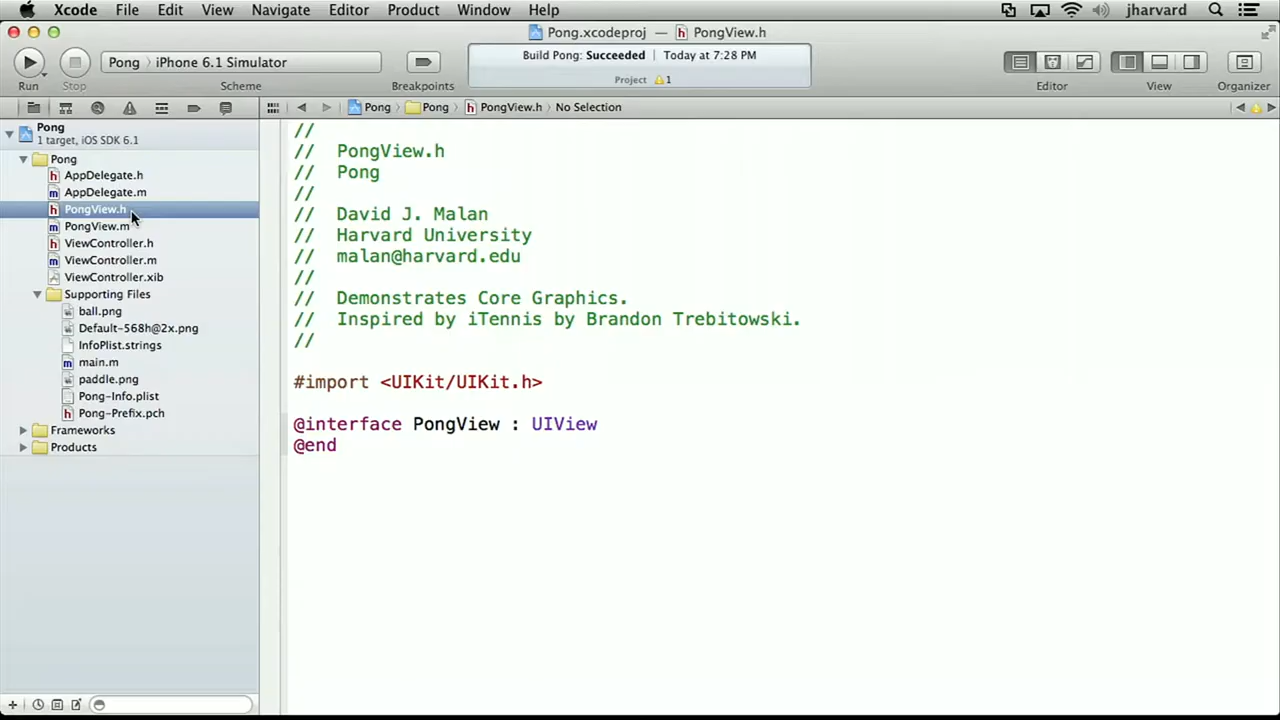 Xcode File Edit View Navigate Editor Product Window Help jharvard
Pong.xcodeproj — PongView.h
Pong 〉 iPhone 6.1 Simulator
Build Pong: Succeeded | Today at 7:28 PM
Project 1
Run Stop Scheme Breakpoints Editor View Organizer
Pong 〉 Pong 〉 h PongView.h 〉 No Selection
Pong
1 target, iOS SDK 6.1
Pong
h AppDelegate.h
m AppDelegate.m
h PongView.h
m PongView.m
h ViewController.h
m ViewController.m
ViewController.xib
Supporting Files
ball.png
Default-568h@2x.png
InfoPlist.strings
m main.m
paddle.png
Pong-Info.plist
h Pong-Prefix.pch
Frameworks
Products
//
// PongView.h
// Pong
//
// David J. Malan
// Harvard University
// malan@harvard.edu
//
// Demonstrates Core Graphics.
// Inspired by iTennis by Brandon Trebitowski.
//
#import <UIKit/UIKit.h>
@interface PongView : UIView
@end